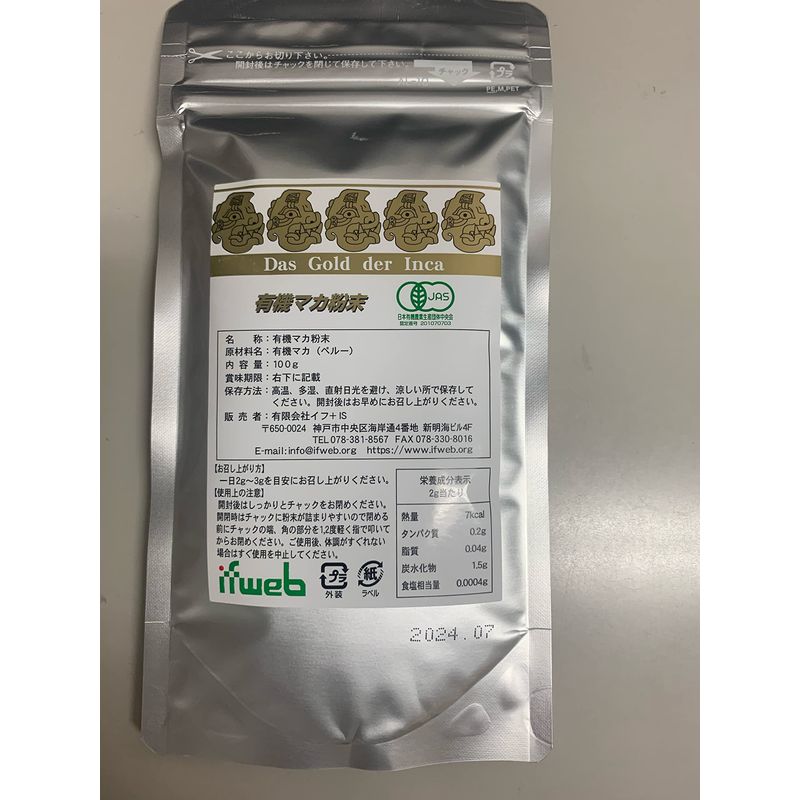 ここからお切り下さい。
開封後はチャックを閉じて保存して下さい。
チャック
プラ
PE,M,PET
Das Gold der Inca
有機マカ粉末
JAS
日本有機農業生産団体中央会
認定番号 201070703
名 称：有機マカ粉末
原材料名：有機マカ（ペルー）
内 容 量：100g
賞味期限：右下に記載
保存方法：高温、多湿、直射日光を避け、涼しい所で保存して
ください。開封後はお早めにお召し上がりください。
販 売 者：有限会社イフ＋IS
〒650-0024 神戸市中央区海岸通4番地 新明海ビル4F
TEL 078-381-8567 FAX 078-330-8016
E-mail:info@ifweb.org https://www.ifweb.org
【お召し上がり方】
一日2g～3gを目安にお召し上がりください。
【使用上の注意】
開封後はしっかりとチャックをお閉めください。
開閉時はチャックに粉末が詰まりやすいので閉める
前にチャックの端、角の部分を1,2度軽く指で叩いて
からお閉めください。ご使用後、体調がすぐれない
場合はすぐ使用を中止してください。
栄養成分表示
2g当たり
熱量 7kcal
タンパク質 0.2g
脂質 0.04g
炭水化物 1.5g
食塩相当量 0.0004g
ifweb
プラ
外装
紙
ラベル
2024.07